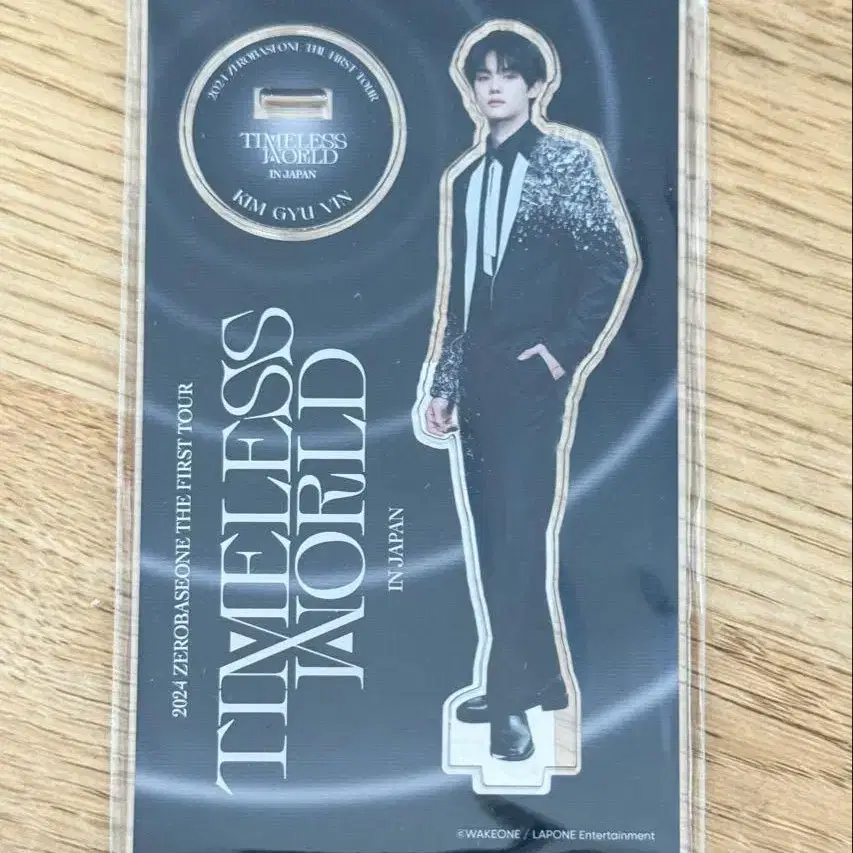 2024 ZEROBASEONE THE FIRST TOUR
TIMELESS
WORLD
IN JAPAN
KIM GYU VIN
2024 ZEROBASEONE THE FIRST TOUR
TIMELESS
WORLD
IN JAPAN
©WAKEONE / LAPONE Entertainment